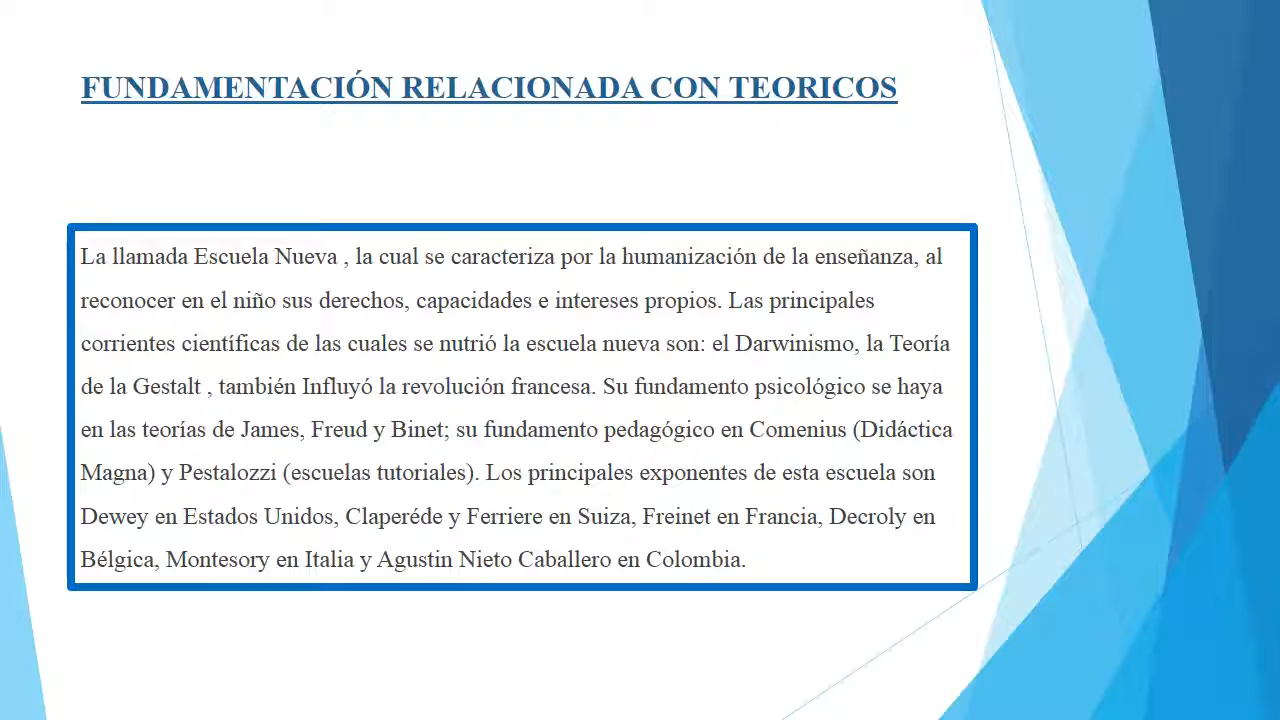 FUNDAMENTACIÓN RELACIONADA CON TEORICOS
La llamada Escuela Nueva , la cual se caracteriza por la humanización de la enseñanza, al
reconocer en el niño sus derechos, capacidades e intereses propios. Las principales
corrientes científicas de las cuales se nutrió la escuela nueva son: el Darwinismo, la Teoría
de la Gestalt , también Influyó la revolución francesa. Su fundamento psicológico se haya
en las teorías de James, Freud y Binet; su fundamento pedagógico en Comenius (Didáctica
Magna) y Pestalozzi (escuelas tutoriales). Los principales exponentes de esta escuela son
Dewey en Estados Unidos, Claperéde y Ferriere en Suiza, Freinet en Francia, Decroly en
Bélgica, Montesory en Italia y Agustin Nieto Caballero en Colombia.